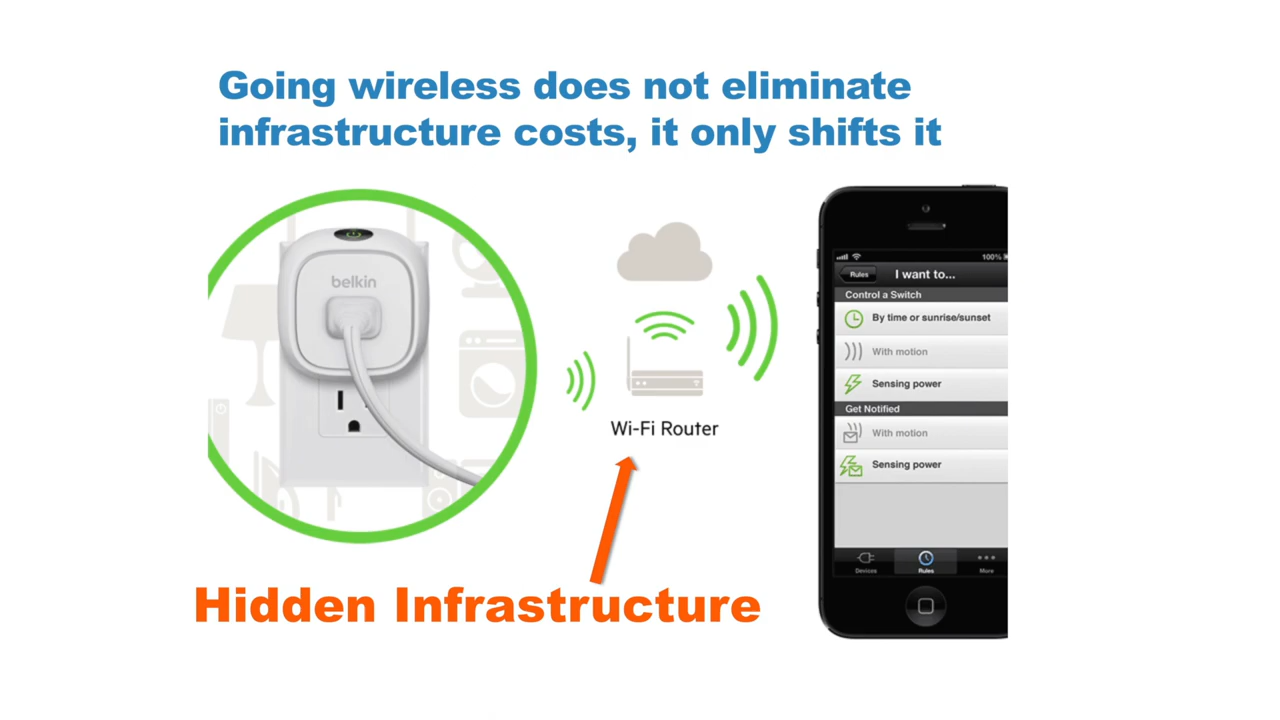 Going wireless does not eliminate
infrastructure costs, it only shifts it
belkin
Wi-Fi Router
Hidden Infrastructure
100%
Rules
I want to...
Control a Switch
By time or sunrise/sunset
With motion
Sensing power
Get Notified
With motion
Sensing power
Devices
Rules
More